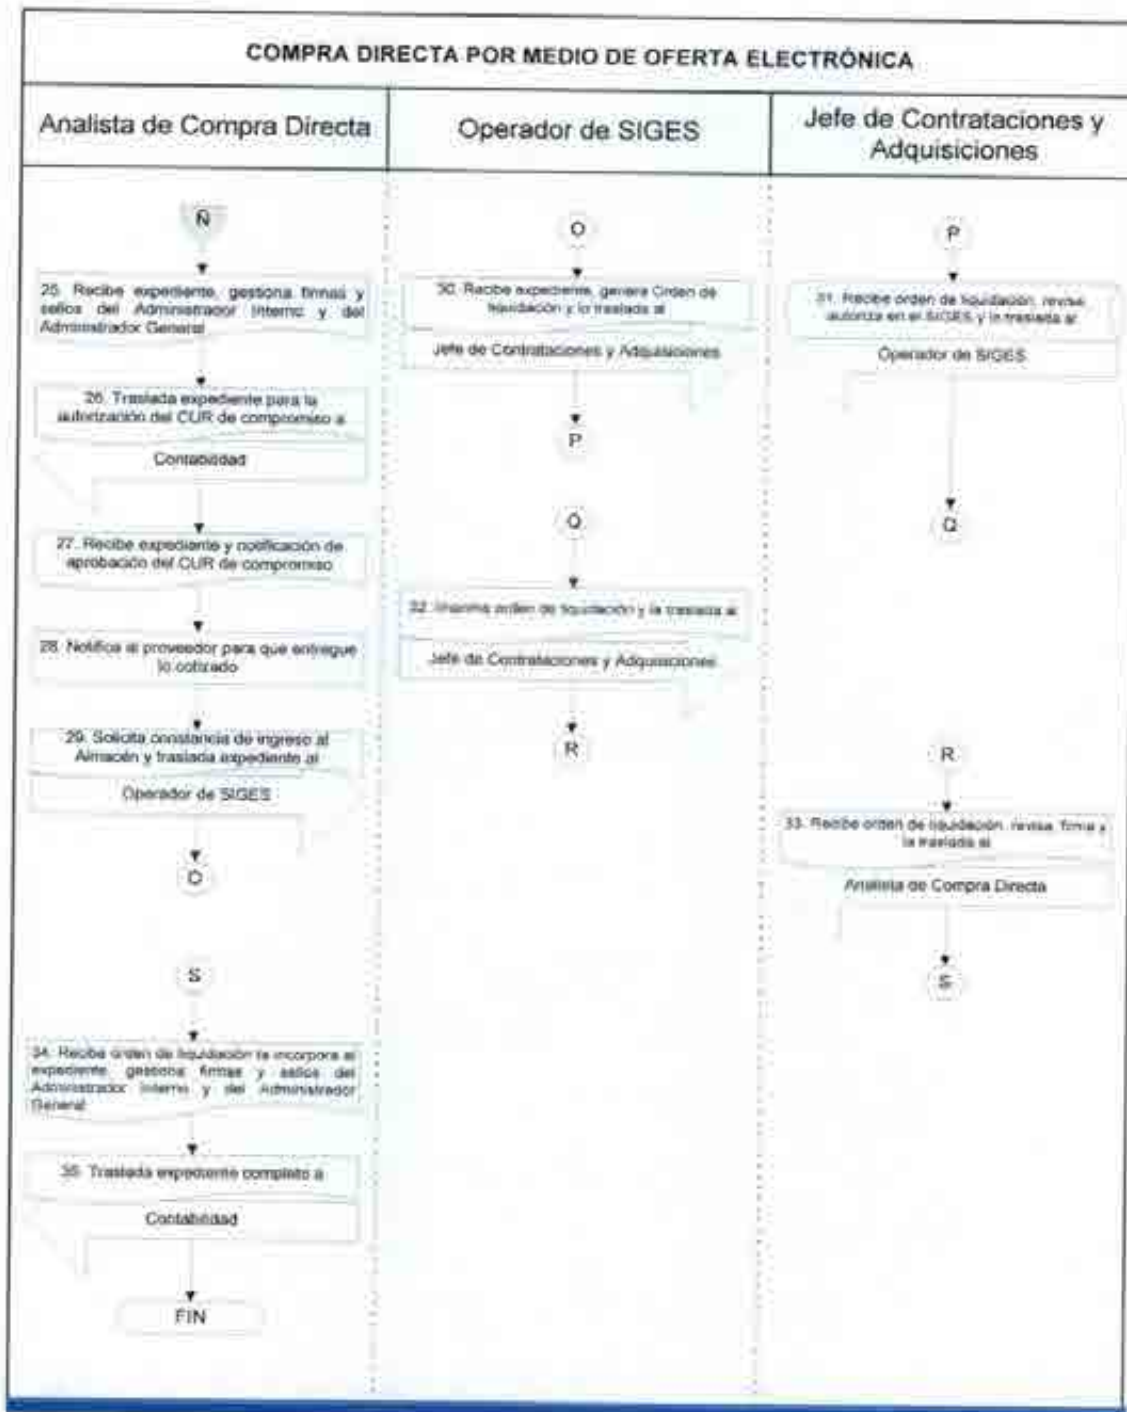 COMPRA DIRECTA POR MEDIO DE OFERTA ELECTRÓNICA
Analista de Compra Directa
Operador de SIGES
Jefe de Contrataciones y
Adquisiciones
Ñ
25. Recibe expediente, gestiona firmas y
sellos del Administrador Interno y del
Administrador General
26. Traslada expediente para la
autorización del CUR de compromiso a
Contabilidad
27. Recibe expediente y notificación de
aprobación del CUR de compromiso
28. Notifica al proveedor para que entregue
lo cotizado
29. Solicita constancia de ingreso al
Almacén y traslada expediente al
Operador de SIGES
O
S
34. Recibe orden de liquidación la incorpora al
expediente, gestiona firmas y sellos del
Administrador Interno y del Administrador
General
35. Traslada expediente completo a
Contabilidad
FIN
O
30. Recibe expediente, genera Orden de
liquidación y lo traslada al
Jefe de Contrataciones y Adquisiciones
P
Q
32. Imprime orden de liquidación y la traslada al
Jefe de Contrataciones y Adquisiciones
R
P
31. Recibe orden de liquidación, revisa
autoriza en el SIGES y la traslada al
Operador de SIGES
Q
R
33. Recibe orden de liquidación, revisa, firma y
la traslada al
Analista de Compra Directa
S